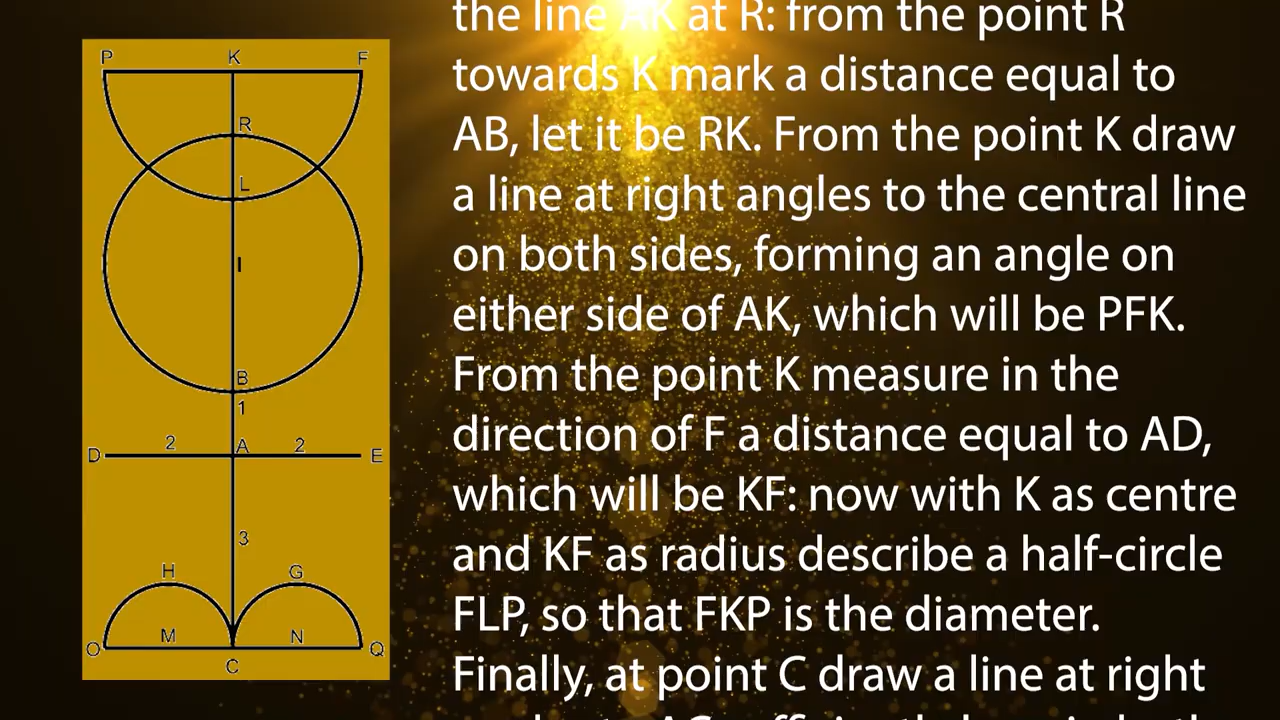 P K F
R
L
I
B
1
2 A 2
D E
3
H G
M N
O Q
C
the line AK at R: from the point R
towards K mark a distance equal to
AB, let it be RK. From the point K draw
a line at right angles to the central line
on both sides, forming an angle on
either side of AK, which will be PFK.
From the point K measure in the
direction of F a distance equal to AD,
which will be KF: now with K as centre
and KF as radius describe a half-circle
FLP, so that FKP is the diameter.
Finally, at point C draw a line at right